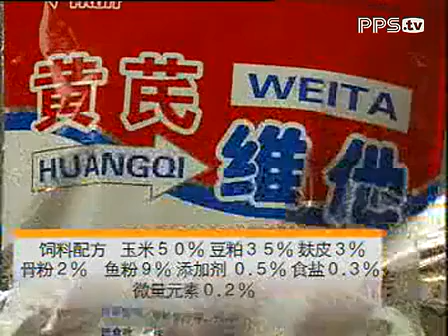 PPS.tv
黄芪
WEITA
HUANGQI
维他
饲料配方 玉米50%豆粕35%麸皮3%
骨粉2% 鱼粉9%添加剂 0.5%食盐0.3%
微量元素0.2%